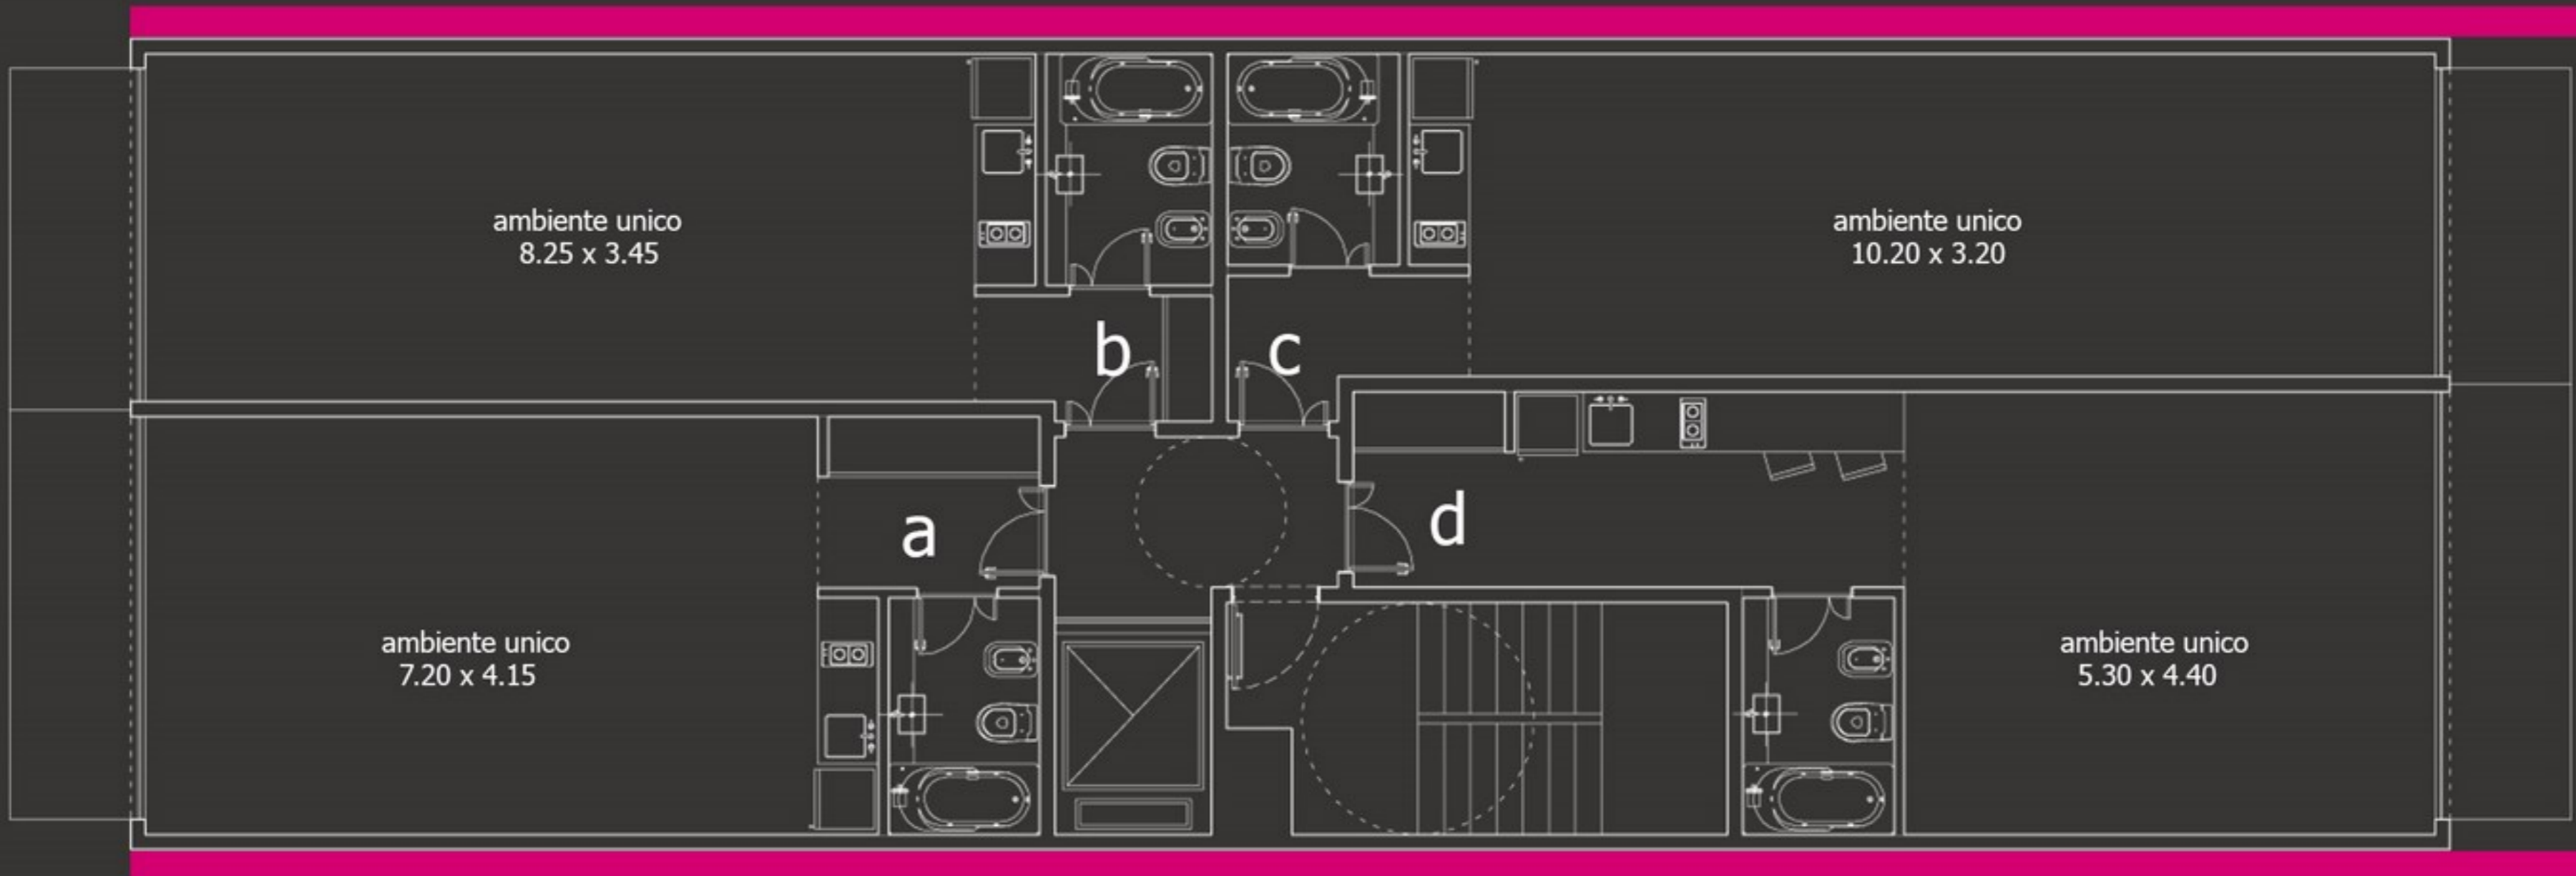 ambiente unico
8.25 x 3.45
ambiente unico
10.20 x 3.20
b
c
a
d
ambiente unico
7.20 x 4.15
ambiente unico
5.30 x 4.40